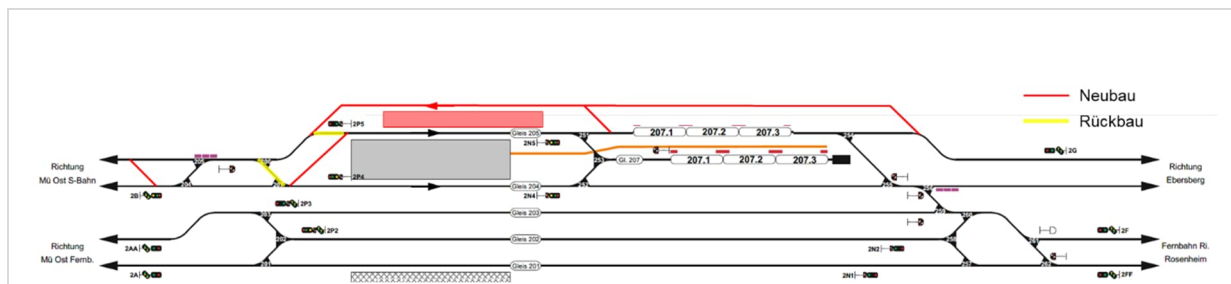 Neubau
Rückbau
2P5
Gleis 205
207.1 207.2 207.3
2N5
Gl. 207
207.1 207.2 207.3
2G
Richtung
Mü Ost S-Bahn
Richtung
Ebersberg
2P4
Gleis 204
2B
2P3
2N4
Gleis 203
2P2
Richtung
Mü Ost Fernb.
2AA
Gleis 202
2N2
2F
Fernbahn Ri.
Rosenheim
2A
Gleis 201
2N1
2FF